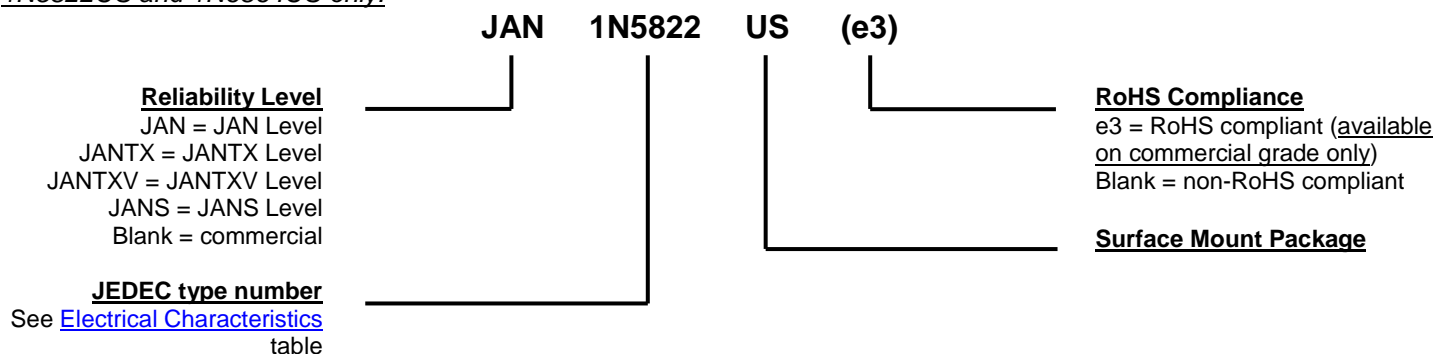 1N5822US and 1N5864US only.
JAN 1N5822 US (e3)
Reliability Level
JAN = JAN Level
JANTX = JANTX Level
JANTXV = JANTXV Level
JANS = JANS Level
Blank = commercial
JEDEC type number
See Electrical Characteristics
table
RoHS Compliance
e3 = RoHS compliant (available
on commercial grade only)
Blank = non-RoHS compliant
Surface Mount Package